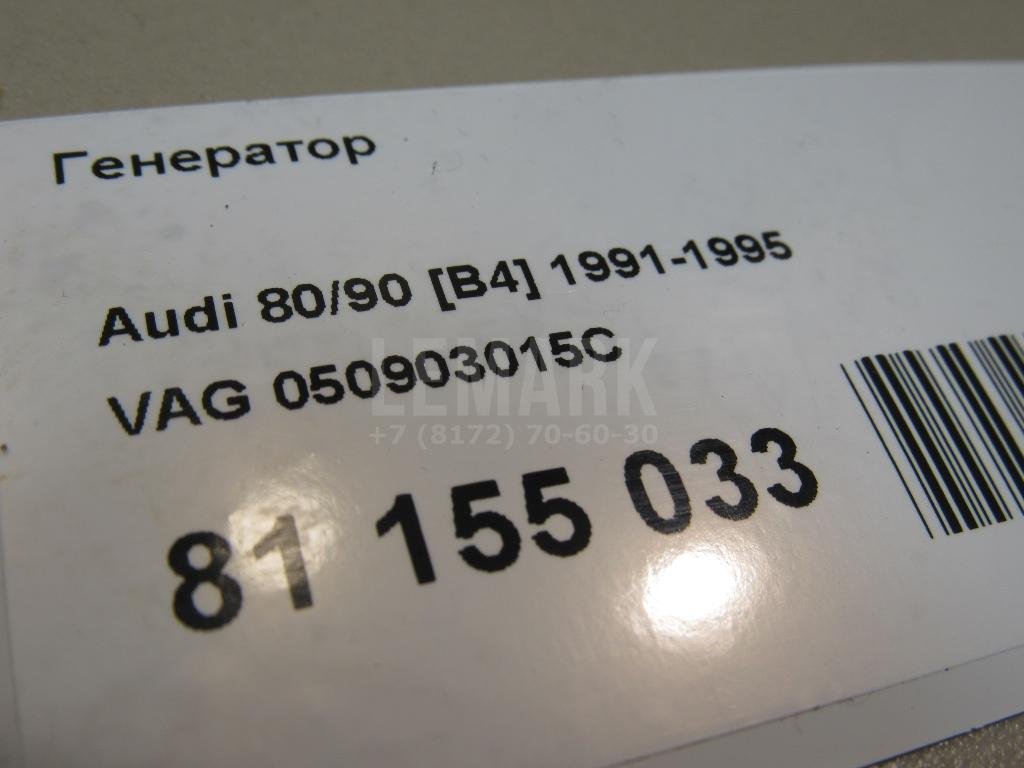 Генератор
Audi 80/90 [B4] 1991-1995
VAG 050903015C
LEMARK
+7 (8172) 70-60-30
81 155 033